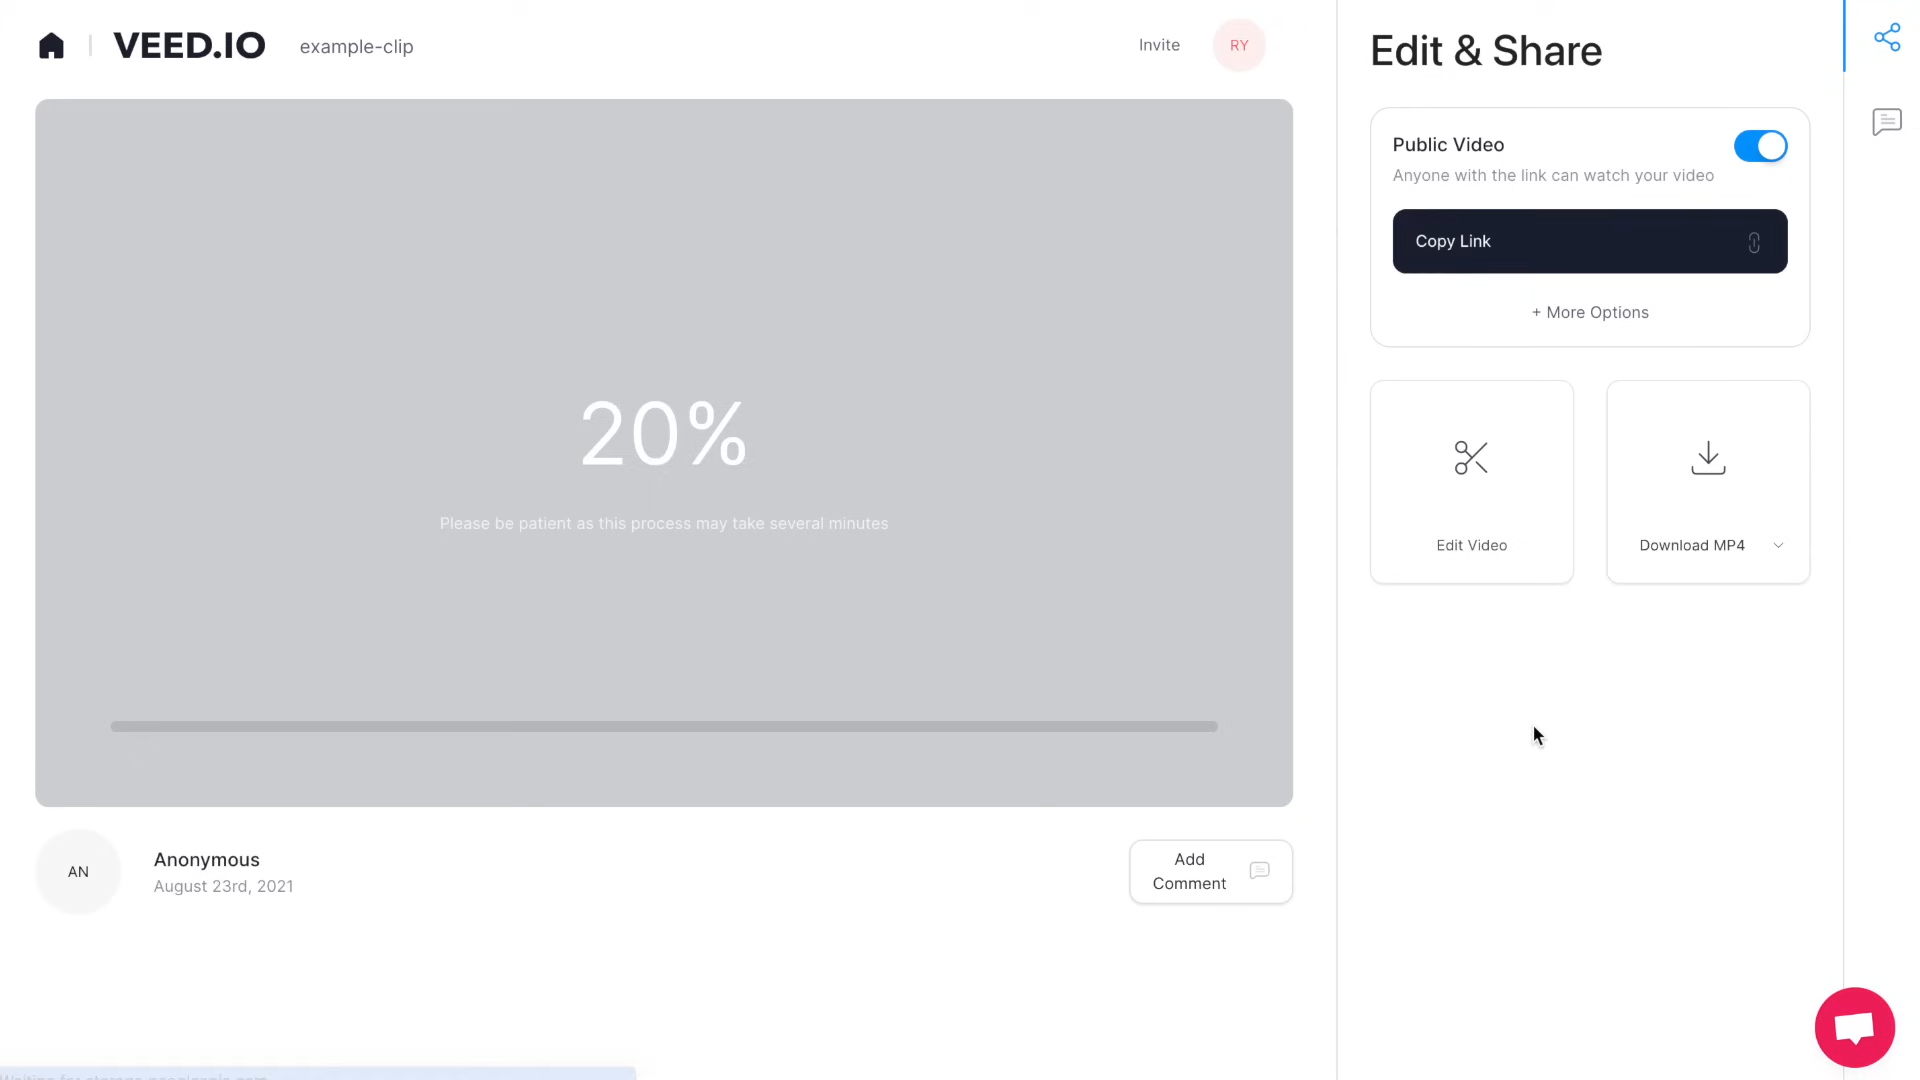 VEED.IO
example-clip
Invite
RY
20%
Please be patient as this process may take several minutes
AN
Anonymous
August 23rd, 2021
Add
Comment
Edit & Share
Public Video
Anyone with the link can watch your video
Copy Link
+ More Options
Edit Video
Download MP4